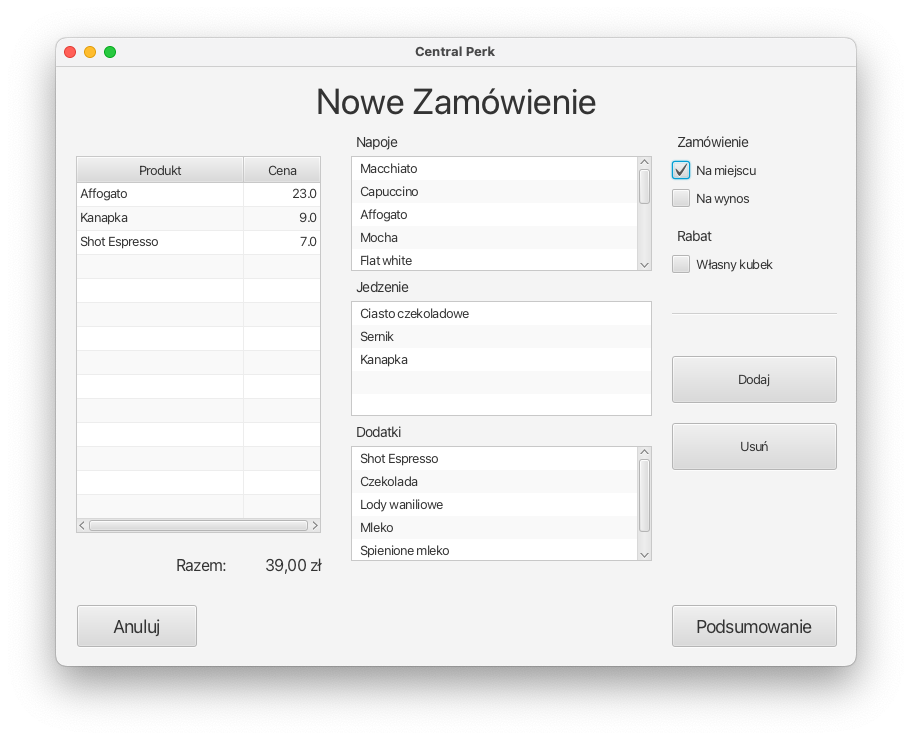 Central Perk
Nowe Zamówienie
Produkt Cena
Affogato 23.0
Kanapka 9.0
Shot Espresso 7.0
Razem: 39,00 zł
Anuluj
Napoje
Macchiato
Capuccino
Affogato
Mocha
Flat white
Jedzenie
Ciasto czekoladowe
Sernik
Kanapka
Dodatki
Shot Espresso
Czekolada
Lody waniliowe
Mleko
Spienione mleko
Zamówienie
Na miejscu
Na wynos
Rabat
Własny kubek
Dodaj
Usuń
Podsumowanie